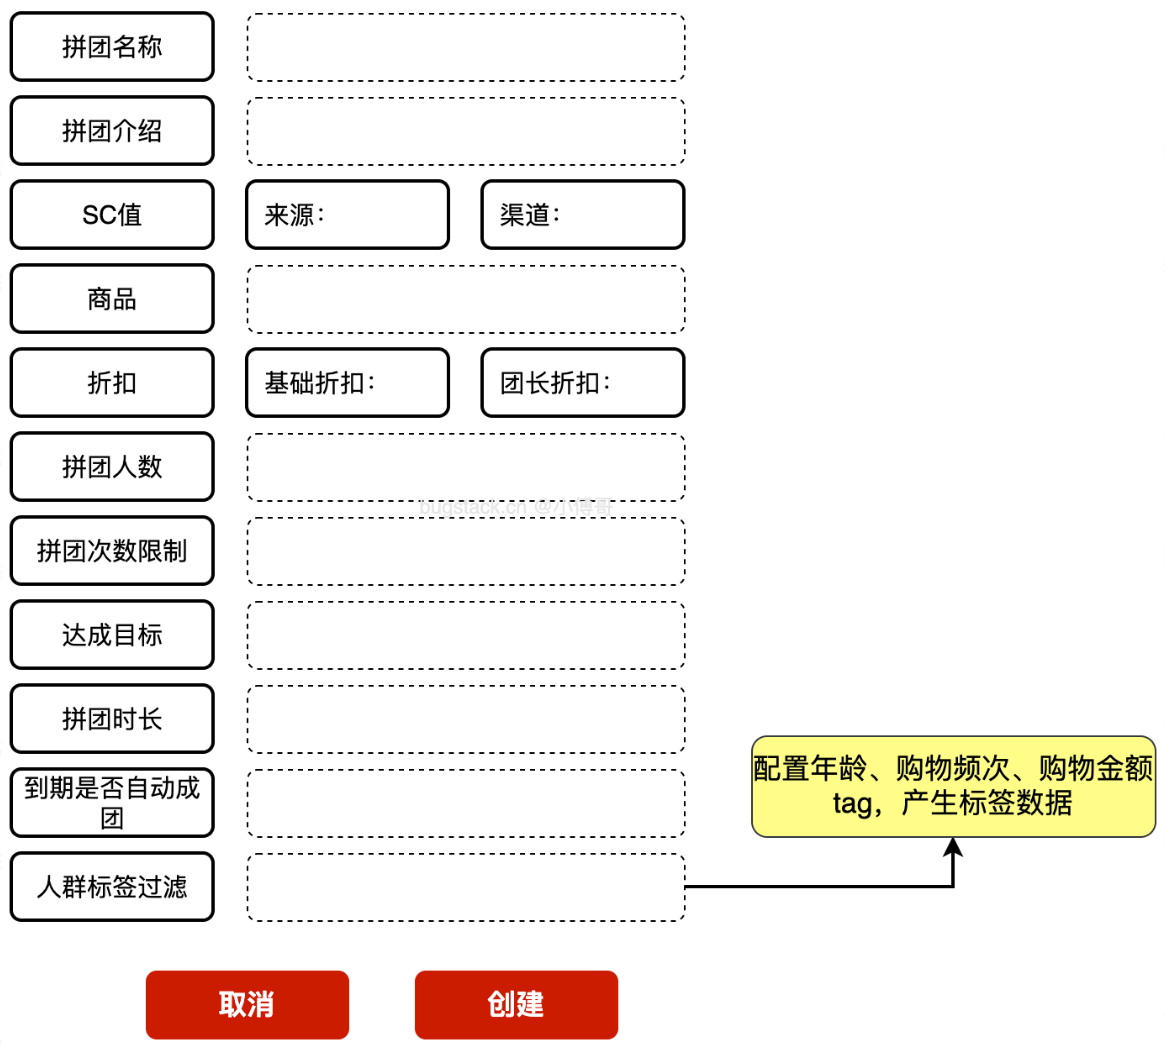 拼团名称
拼团介绍
SC值
来源：
渠道：
商品
折扣
基础折扣：
团长折扣：
拼团人数
bugstack.cn @小傅哥
拼团次数限制
达成目标
拼团时长
到期是否自动成
团
配置年龄、购物频次、购物金额
tag，产生标签数据
人群标签过滤
取消
创建